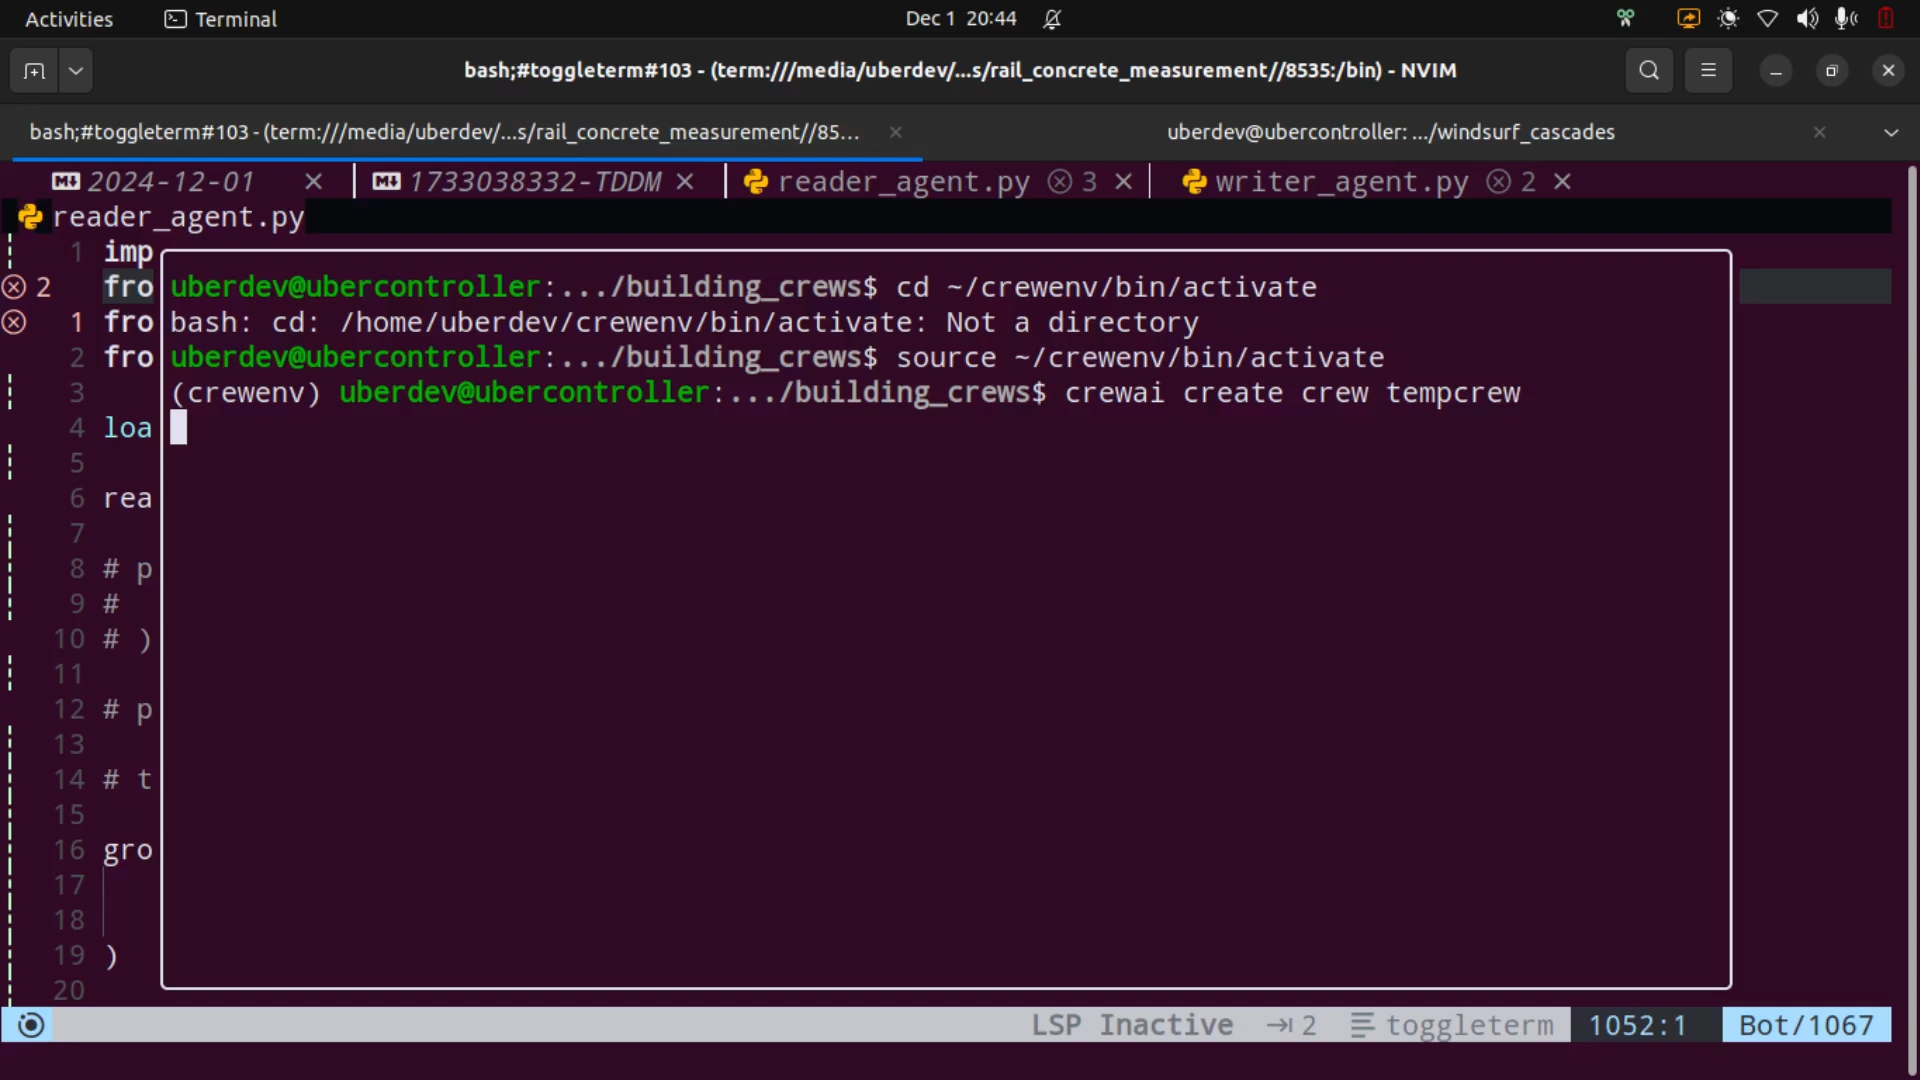 Activities Terminal Dec 1 20:44
bash;#toggleterm#103 - (term:///media/uberdev/...s/rail_concrete_measurement//8535:/bin) - NVIM
bash;#toggleterm#103 - (term:///media/uberdev/...s/rail_concrete_measurement//85... uberdev@ubercontroller: .../windsurf_cascades
2024-12-01 1733038332-TDDM reader_agent.py 3 writer_agent.py 2
reader_agent.py
1 imp
2 fro uberdev@ubercontroller:.../building_crews$ cd ~/crewenv/bin/activate
1 fro bash: cd: /home/uberdev/crewenv/bin/activate: Not a directory
2 fro uberdev@ubercontroller:.../building_crews$ source ~/crewenv/bin/activate
3 (crewenv) uberdev@ubercontroller:.../building_crews$ crewai create crew tempcrew
4 loa
5
6 rea
7
8 # p
9 #
10 # )
11
12 # p
13
14 # t
15
16 gro
17
18
19 )
20
LSP Inactive 2 toggleterm 1052:1 Bot/1067